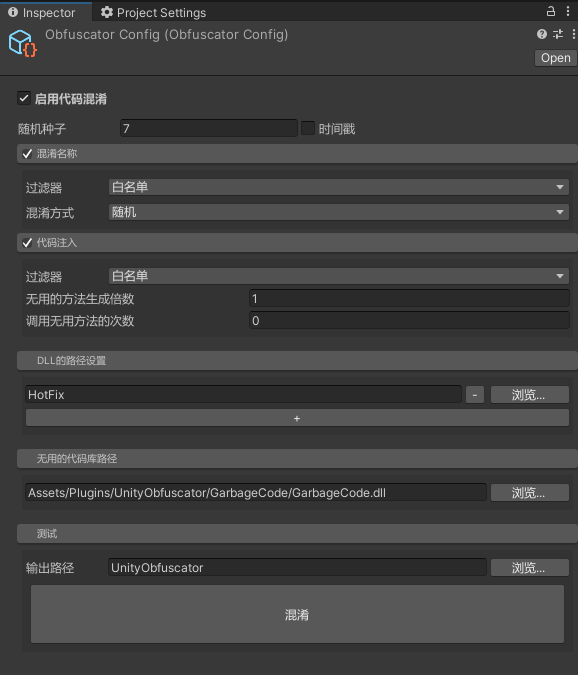 Inspector Project Settings
Obfuscator Config (Obfuscator Config)
Open
启用代码混淆
随机种子 7 时间戳
混淆名称
过滤器 白名单
混淆方式 随机
代码注入
过滤器 白名单
无用的方法生成倍数 1
调用无用方法的次数 0
DLL的路径设置
HotFix - 浏览...
+
无用的代码库路径
Assets/Plugins/UnityObfuscator/GarbageCode/GarbageCode.dll 浏览...
测试
输出路径 UnityObfuscator 浏览...
混淆